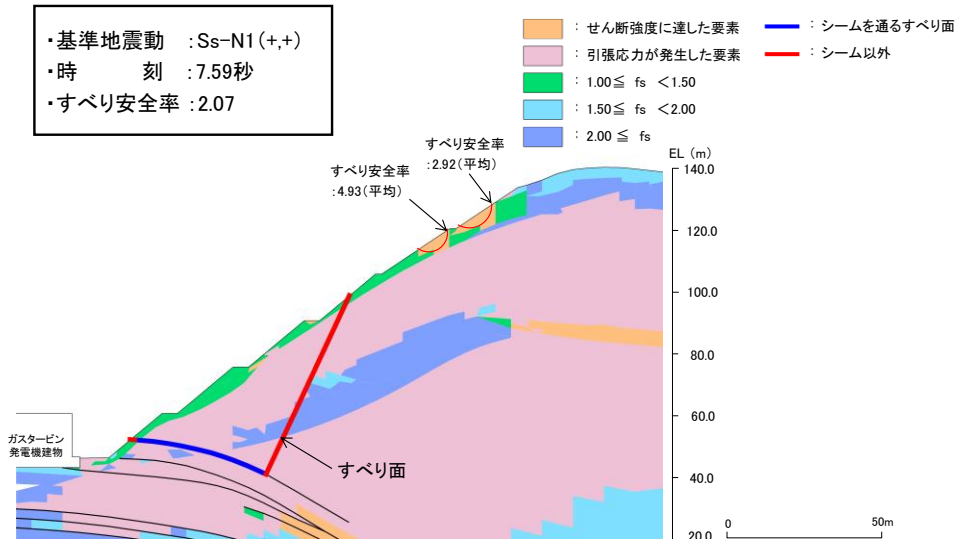 ・基準地震動 :Ss-N1(+,+)
・時 刻 :7.59秒
・すべり安全率 :2.07
: せん断強度に達した要素
: 引張応力が発生した要素
: 1.00≦ fs <1.50
: 1.50≦ fs <2.00
: 2.00 ≦ fs
: シームを通るすべり面
: シーム以外
すべり安全率
:2.92(平均)
すべり安全率
:4.93(平均)
EL (m)
140.0
120.0
100.0
80.0
60.0
40.0
20.0
ガスタービン
発電機建物
すべり面
0 50m